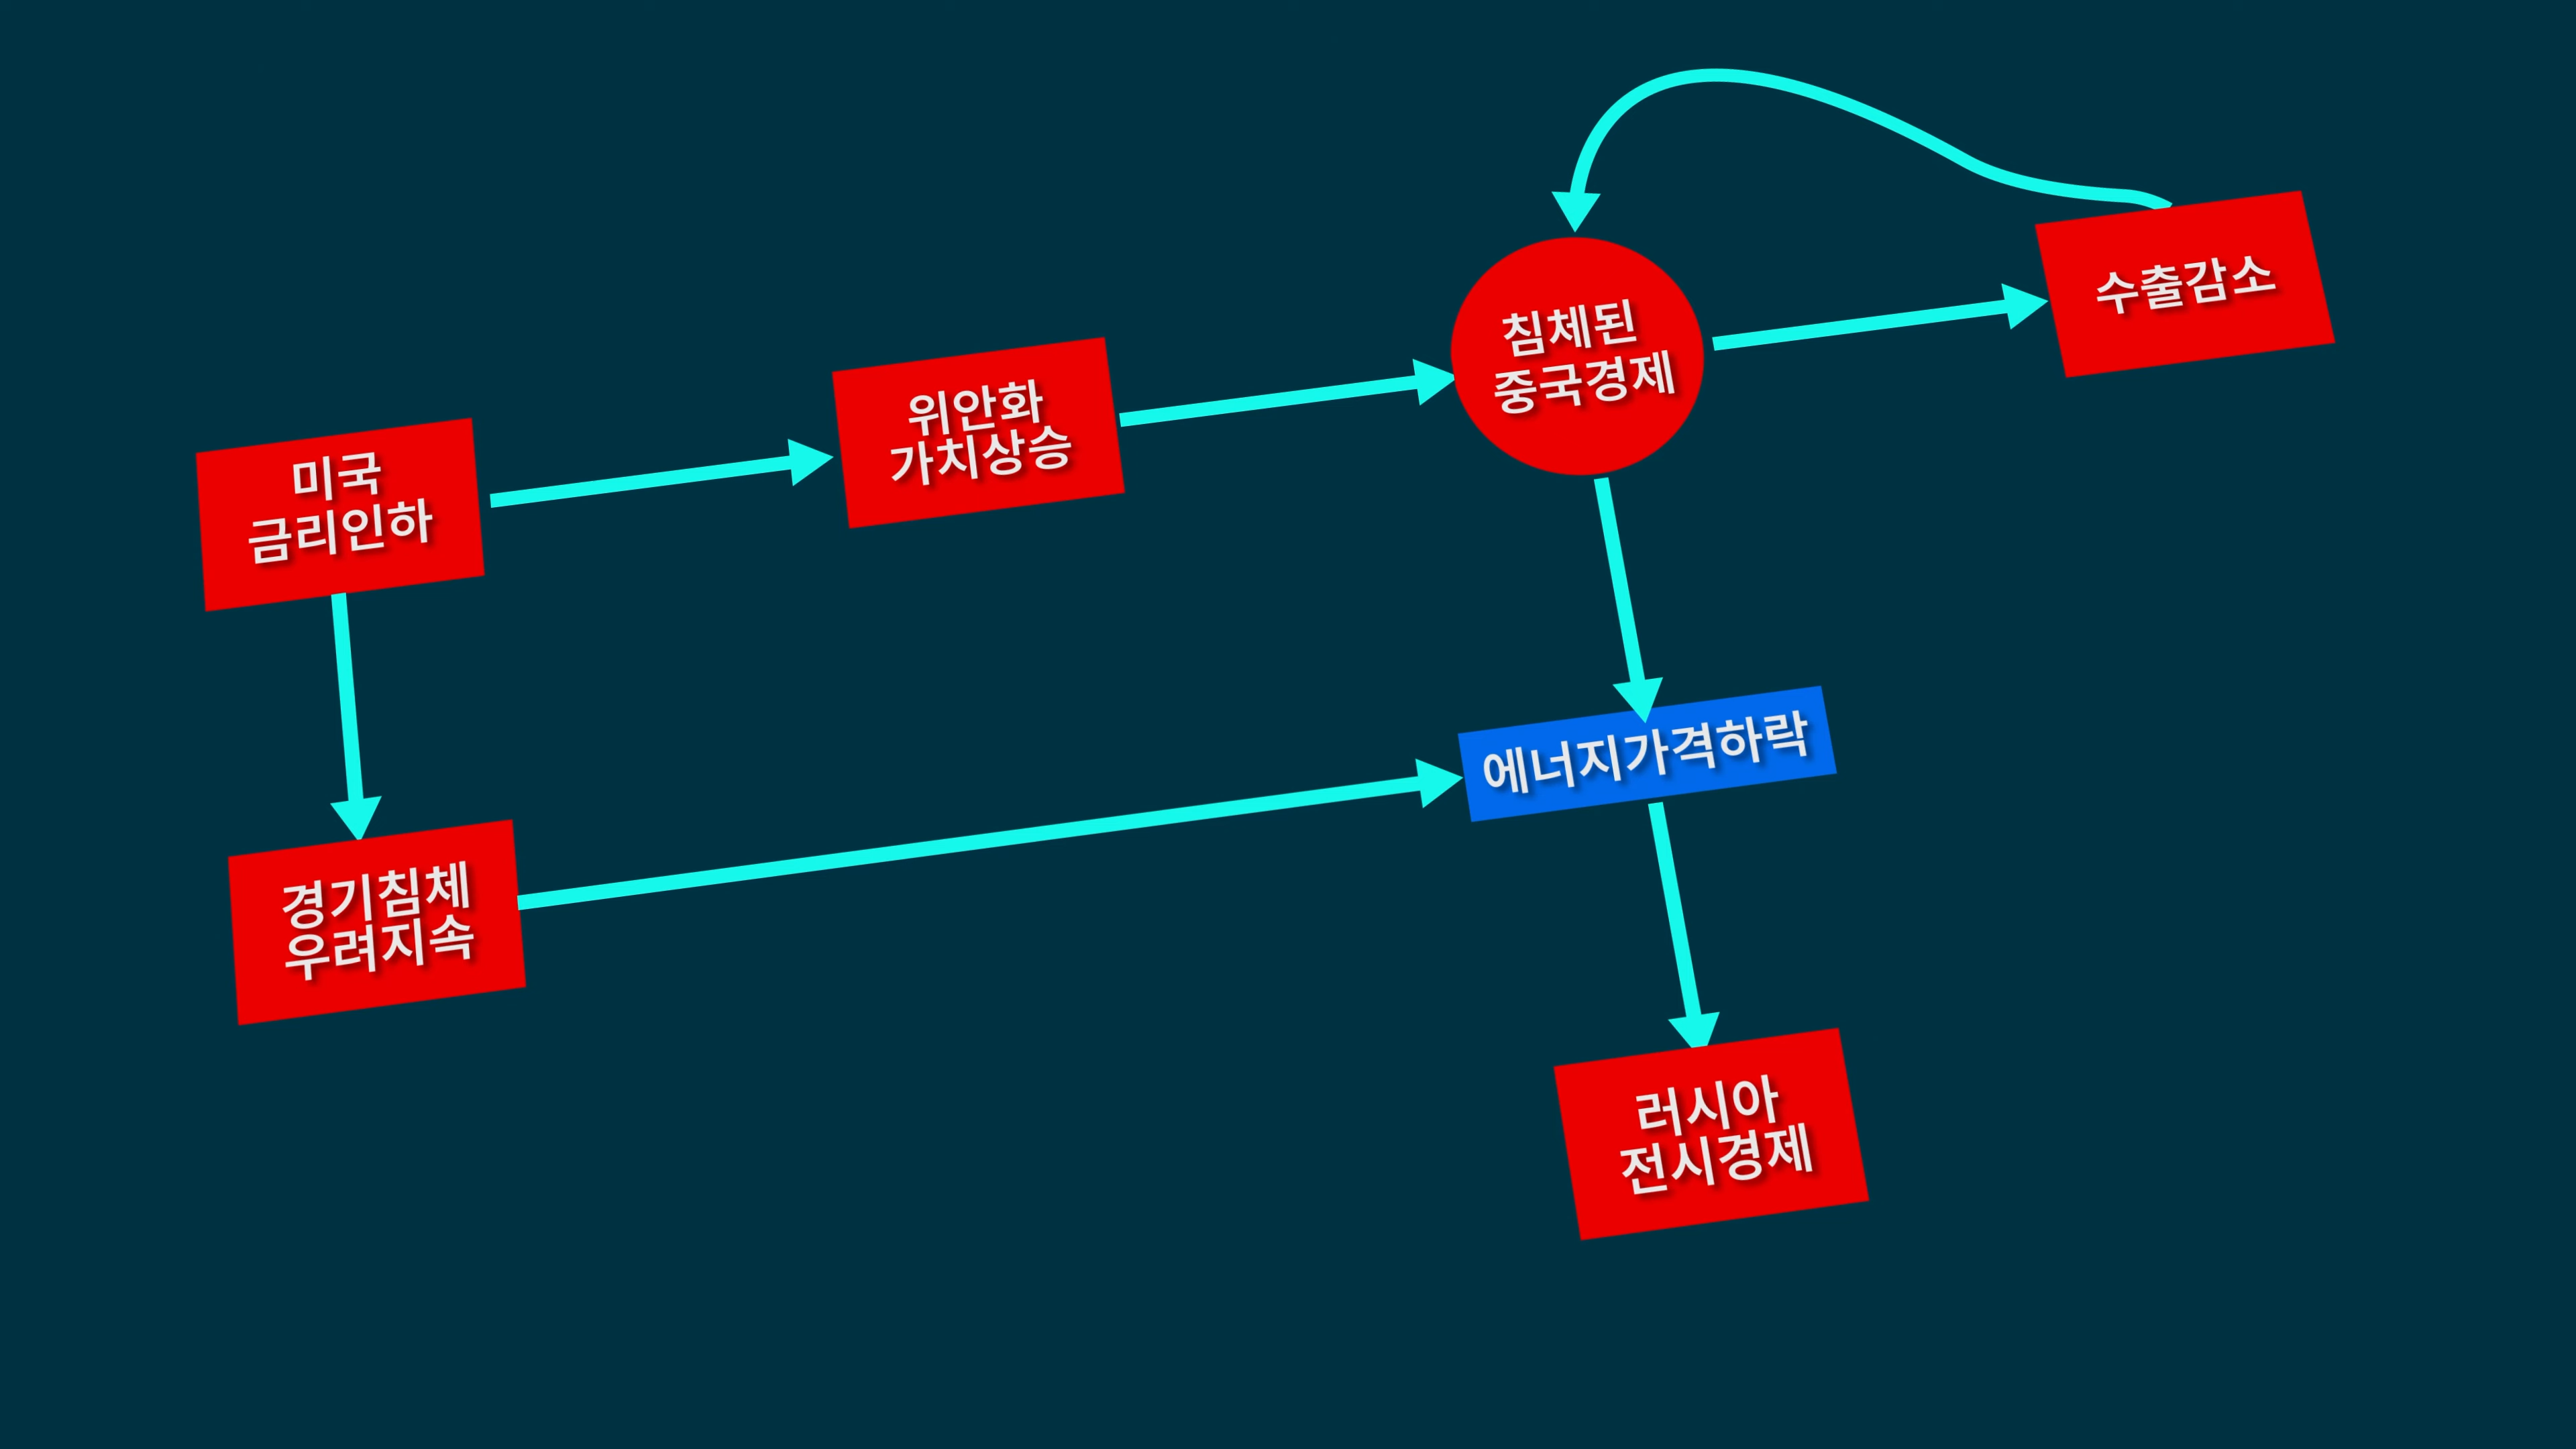 미국
금리인하
위안화
가치상승
침체된
중국경제
수출감소
경기침체
우려지속
에너지가격하락
러시아
전시경제